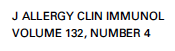 J ALLERGY CLIN IMMUNOL
VOLUME 132, NUMBER 4